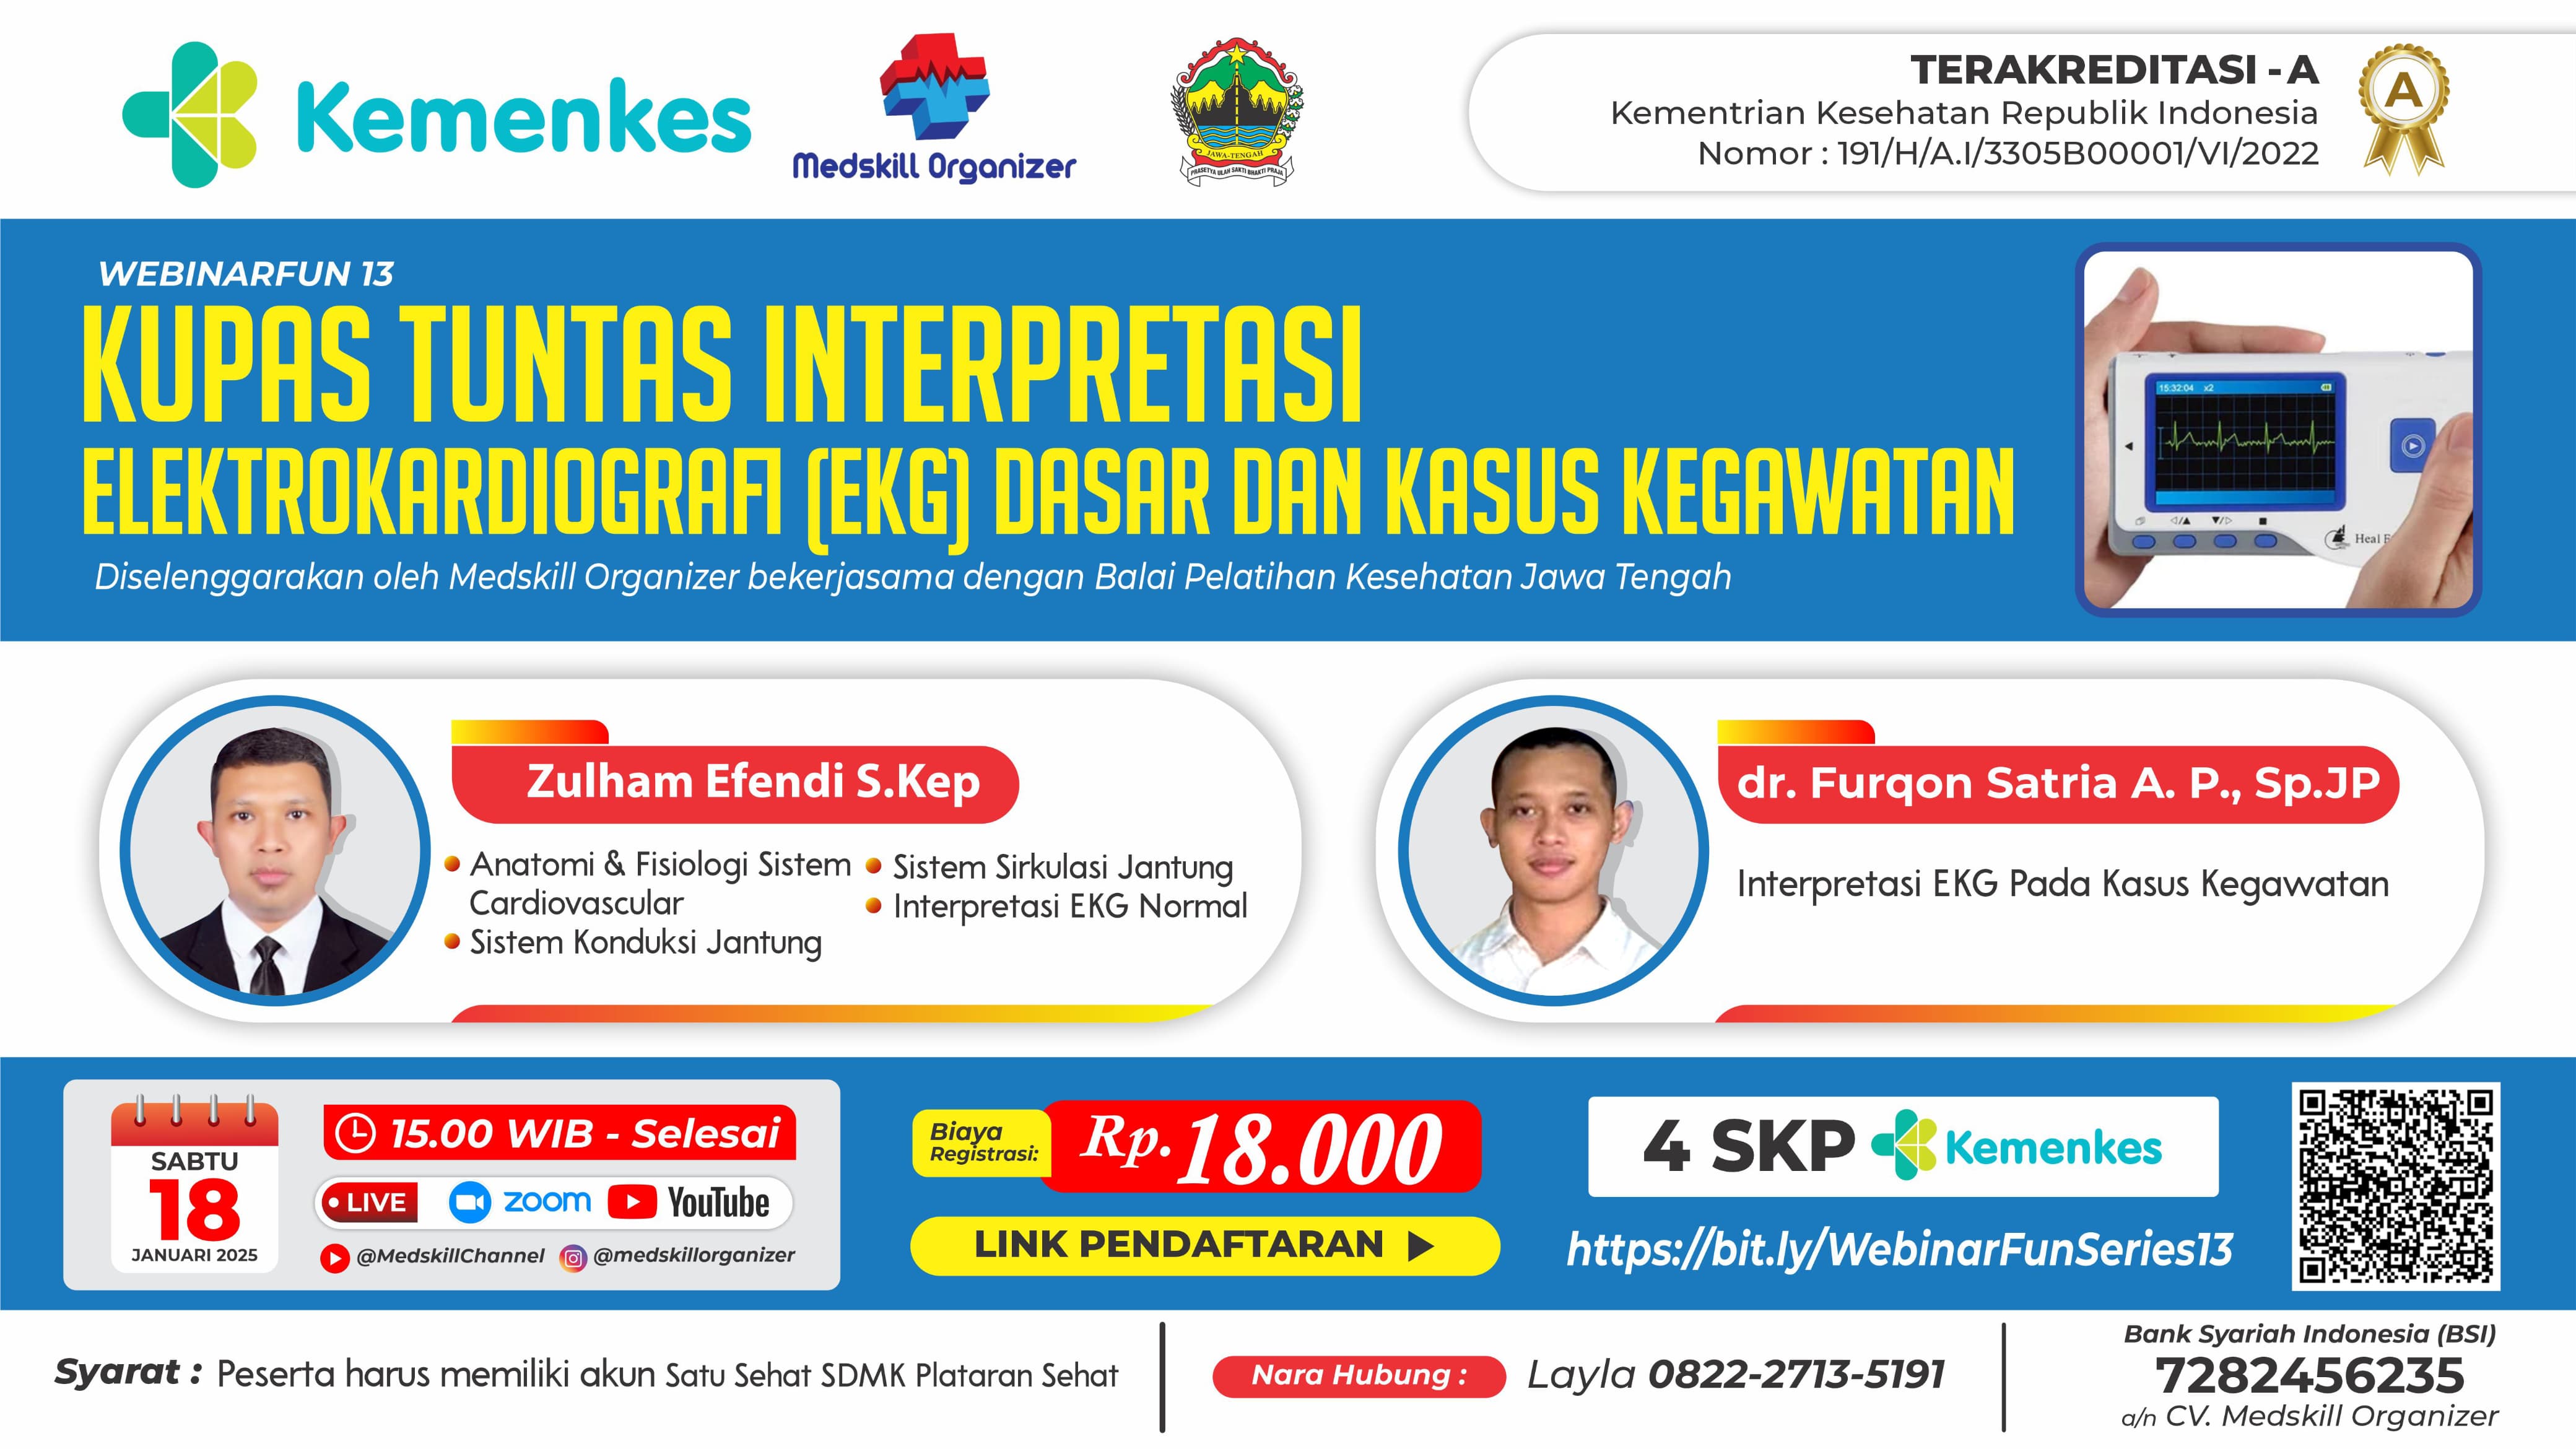 Kemenkes
Medskill Organizer
JAWA-TENGAH
PRASETYA ULAH SAKTI BHAKTI PRAJA
TERAKREDITASI - A
Kementrian Kesehatan Republik Indonesia
Nomor : 191/H/A.I/3305B00001/VI/2022
A
WEBINARFUN 13
KUPAS TUNTAS INTERPRETASI
ELEKTROKARDIOGRAFI (EKG) DASAR DAN KASUS KEGAWATAN
Diselenggarakan oleh Medskill Organizer bekerjasama dengan Balai Pelatihan Kesehatan Jawa Tengah
15:32:04 x2
Heal
Zulham Efendi S.Kep
• Anatomi & Fisiologi Sistem
Cardiovascular
• Sistem Konduksi Jantung
• Sistem Sirkulasi Jantung
• Interpretasi EKG Normal
dr. Furqon Satria A. P., Sp.JP
Interpretasi EKG Pada Kasus Kegawatan
SABTU
18
JANUARI 2025
15.00 WIB - Selesai
• LIVE
zoom
YouTube
@MedskillChannel
@medskillorganizer
Biaya
Registrasi:
Rp.18.000
LINK PENDAFTARAN
4 SKP Kemenkes
https://bit.ly/WebinarFunSeries13
Syarat : Peserta harus memiliki akun Satu Sehat SDMK Plataran Sehat
Nara Hubung : Layla 0822-2713-5191
Bank Syariah Indonesia (BSI)
7282456235
a/n CV. Medskill Organizer